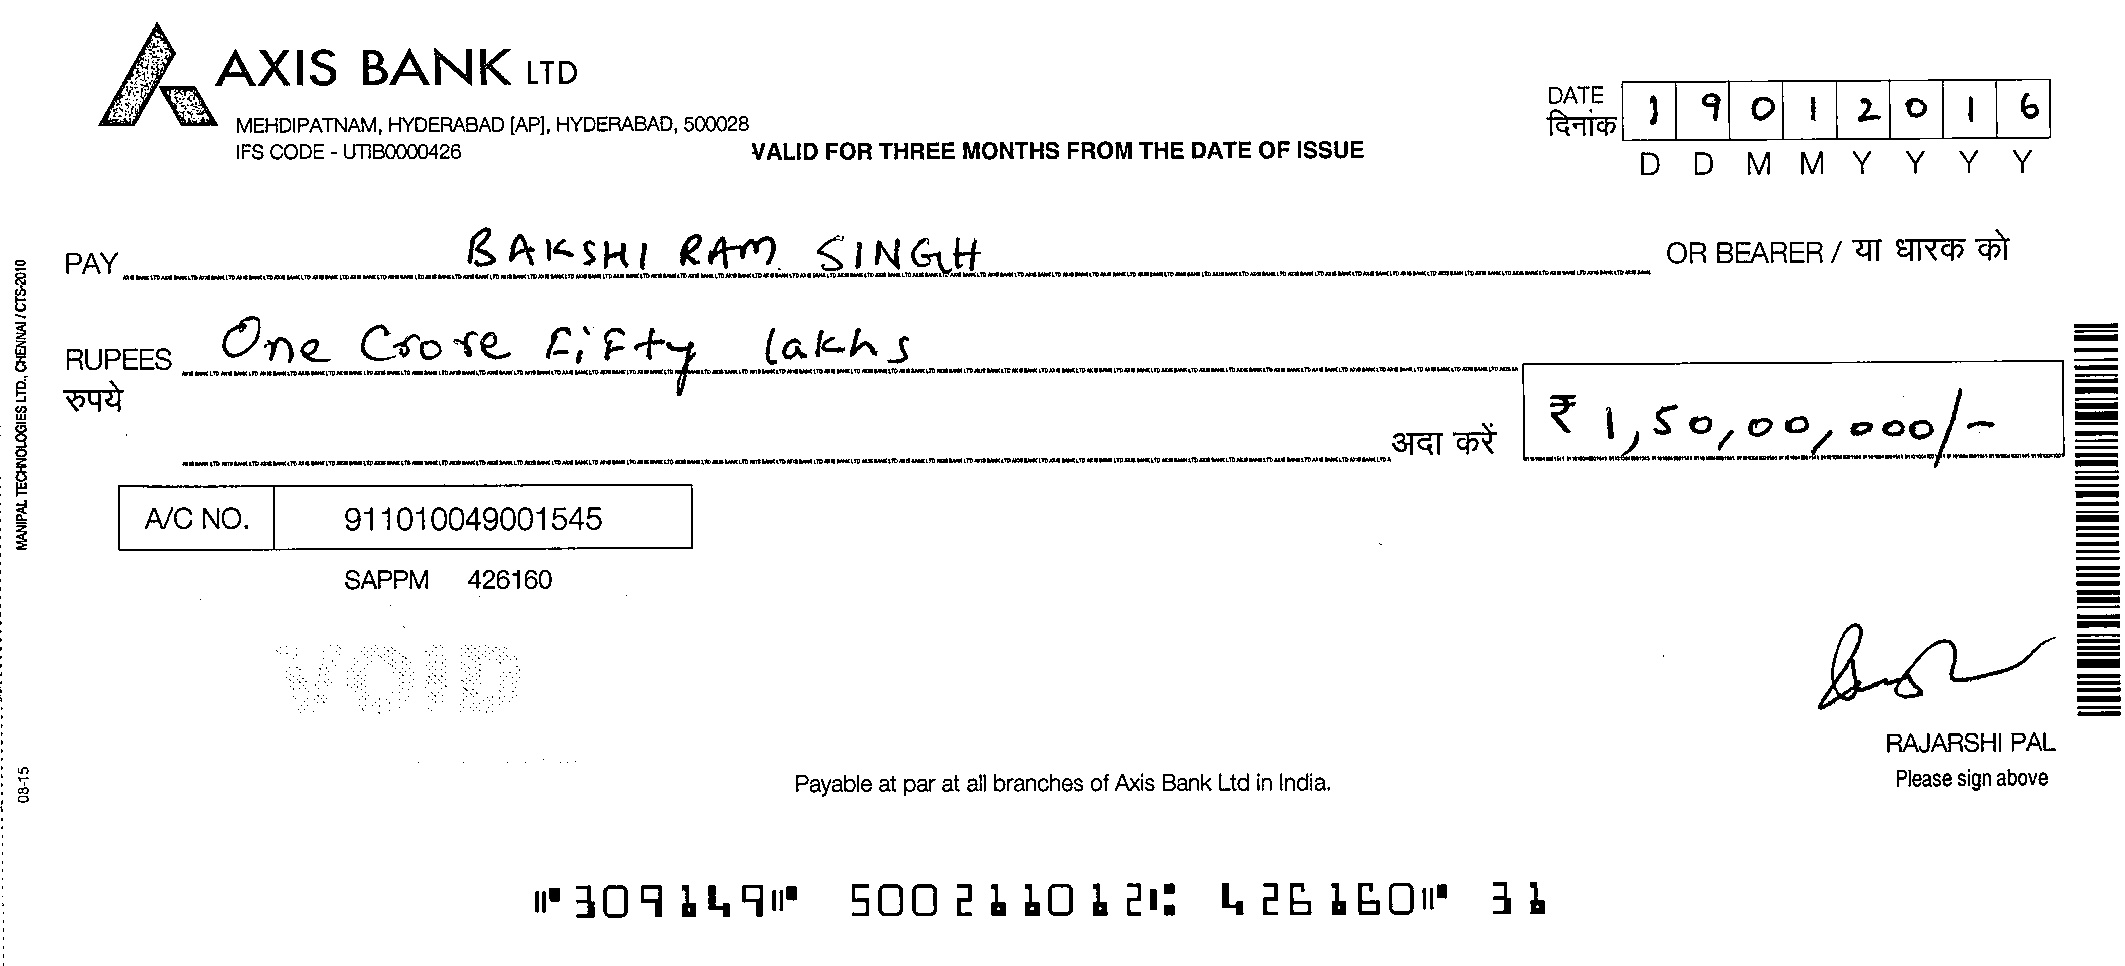 AXIS BANK LTD
MEHDIPATNAM, HYDERABAD [AP], HYDERABAD, 500028
IFS CODE - UTIB0000426
VALID FOR THREE MONTHS FROM THE DATE OF ISSUE
DATE
दिनांक
1 9 0 1 2 0 1 6
D D M M Y Y Y Y
PAY BAKSHI RAM SINGH OR BEARER / या धारक को
RUPEES One Crore Fifty lakhs
रुपये
अदा करें ₹ 1,50,00,000/-
A/C NO. 911010049001545
SAPPM 426160
VOID
RAJARSHI PAL
Please sign above
Payable at par at all branches of Axis Bank Ltd in India.
⑈309149⑈ 500211012⑆ 426160⑈ 31
MANIPAL TECHNOLOGIES LTD., CHENNAI / CTS-2010
08-15